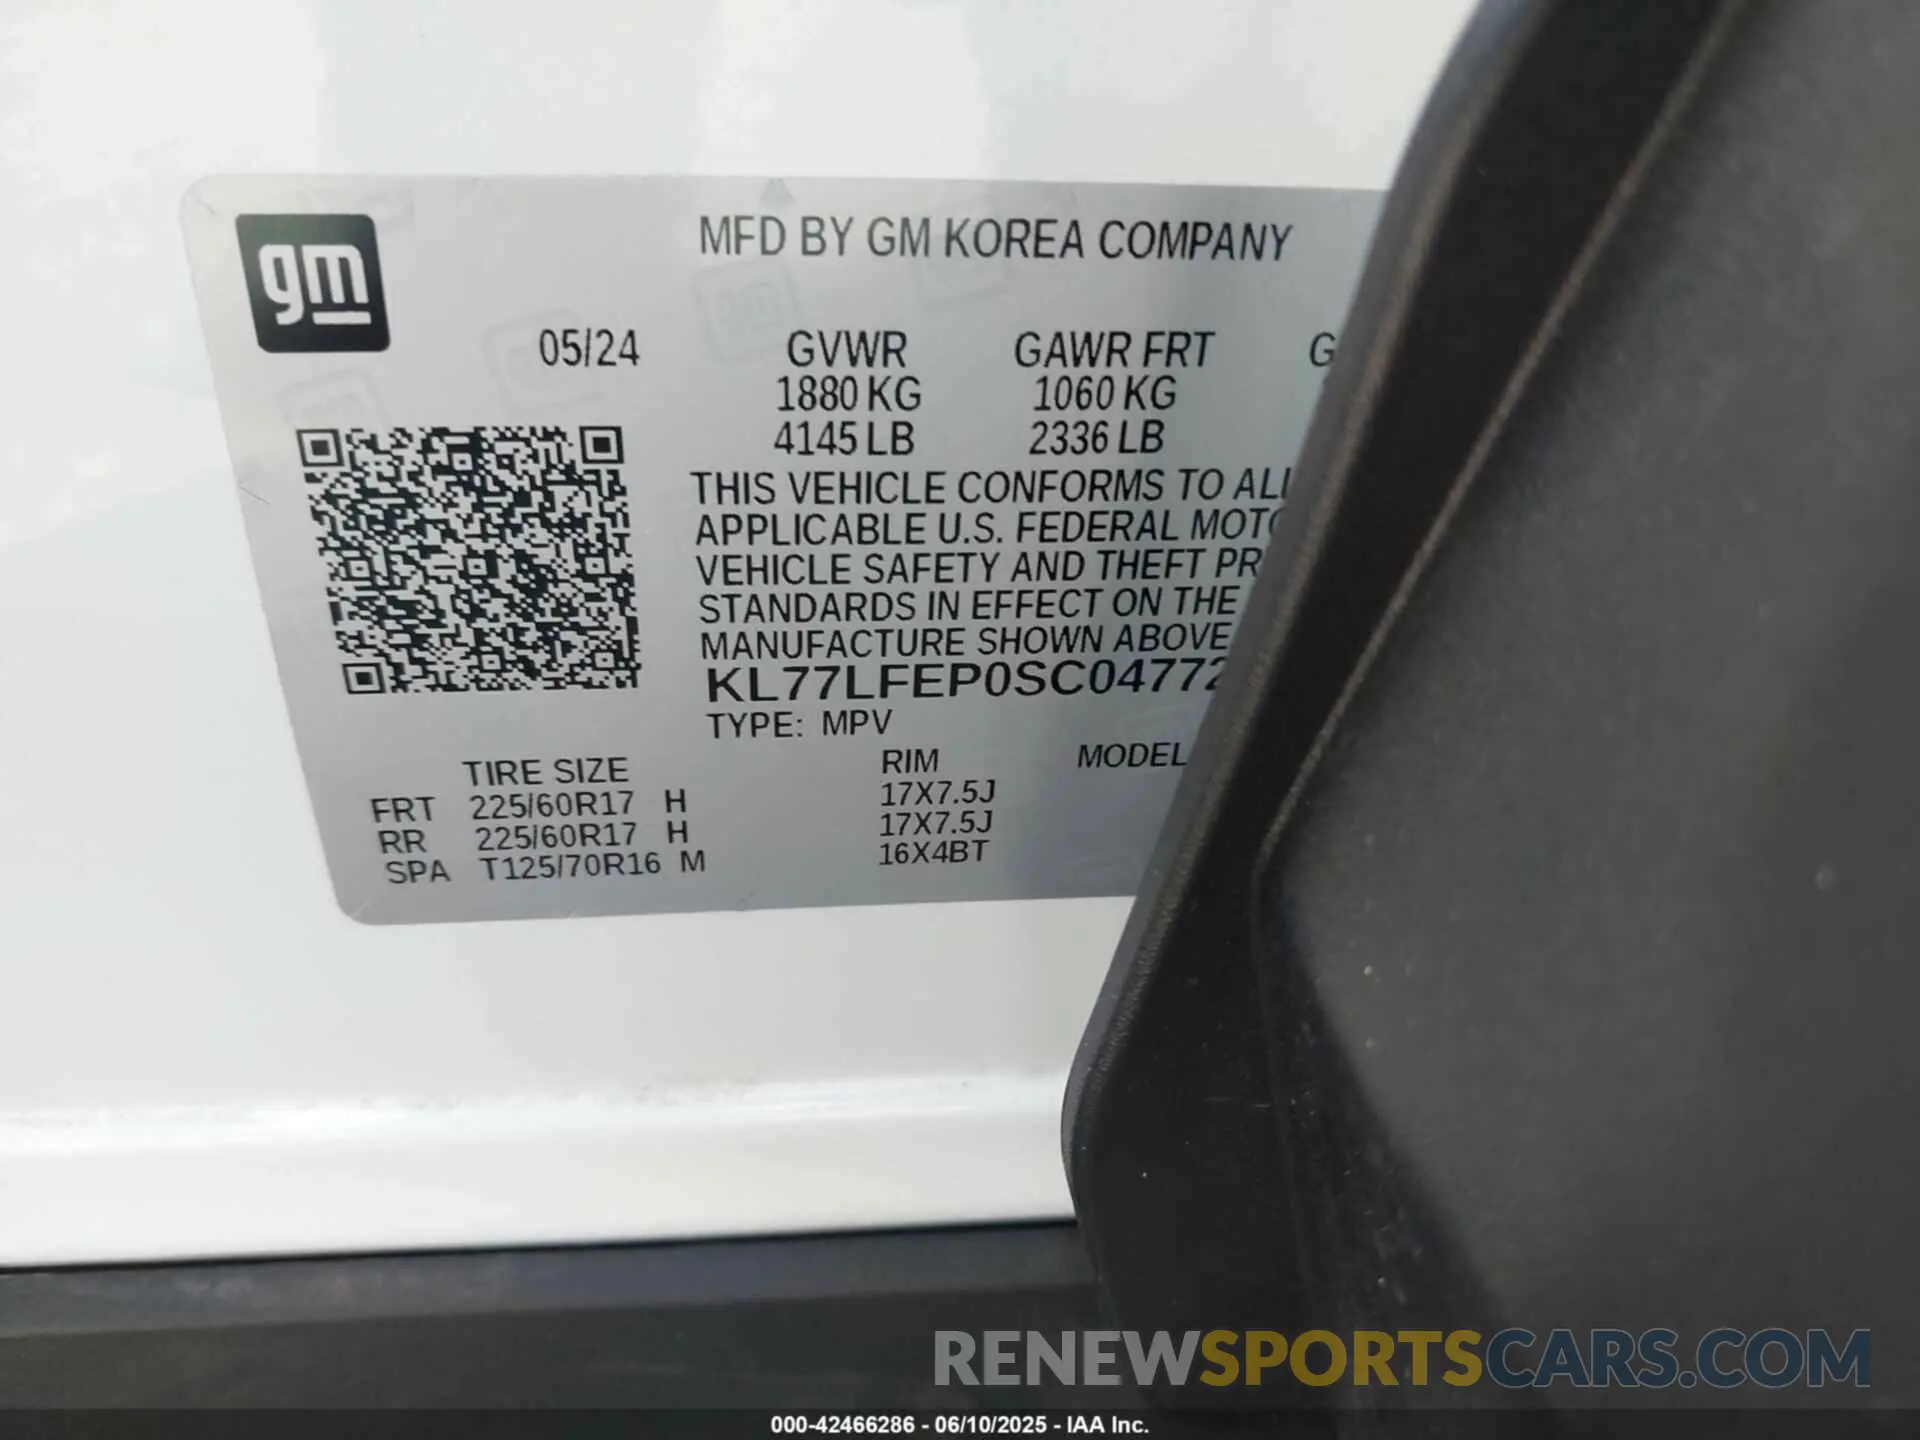 gm
MFD BY GM KOREA COMPANY
05/24 GVWR GAWR FRT G
1880 KG 1060 KG
4145 LB 2336 LB
THIS VEHICLE CONFORMS TO AL
APPLICABLE U.S. FEDERAL MOTO
VEHICLE SAFETY AND THEFT PR
STANDARDS IN EFFECT ON THE
MANUFACTURE SHOWN ABOVE
KL77LFEP0SC04772
TYPE: MPV
TIRE SIZE RIM MODEL
FRT 225/60R17 H 17X7.5J
RR 225/60R17 H 17X7.5J
SPA T125/70R16 M 16X4BT
RENEWSPORTSCARS.COM
000-42466286 - 06/10/2025 - IAA Inc.